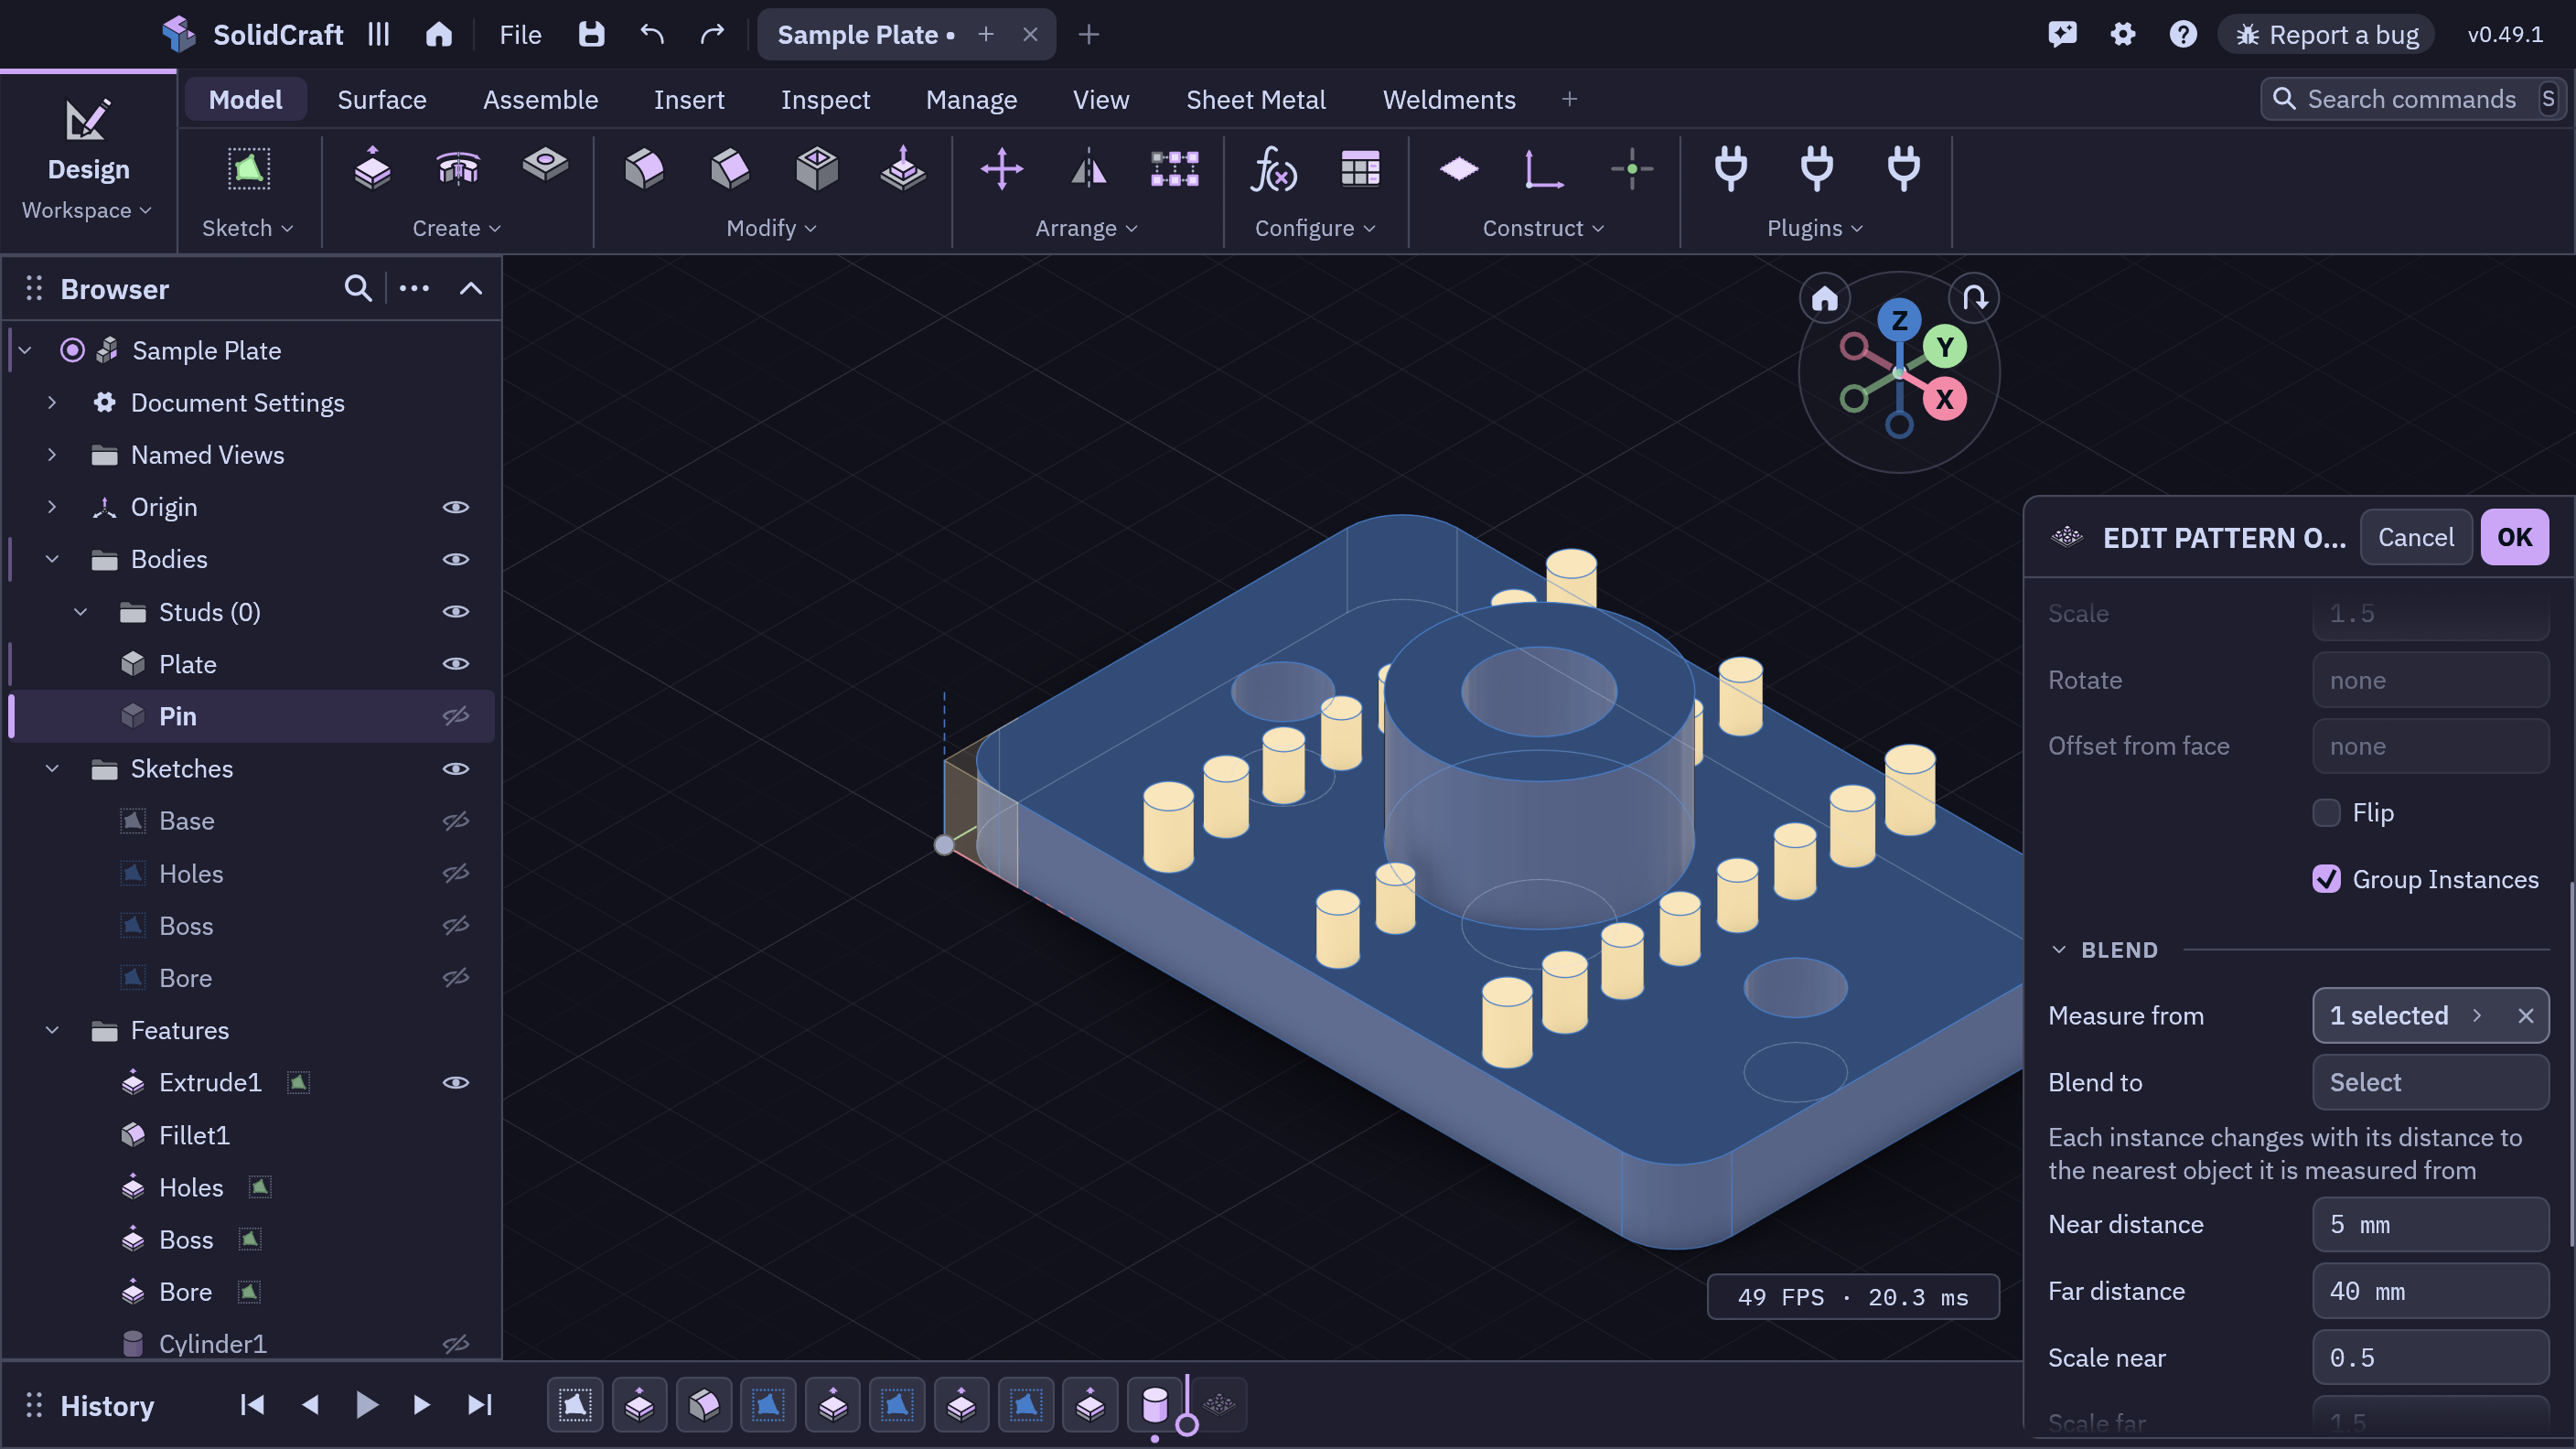 SolidCraft
File
Sample Plate •
Report a bug
v0.49.1
Design
Workspace
Model
Surface
Assemble
Insert
Inspect
Manage
View
Sheet Metal
Weldments
Search commands
S
Sketch
Create
Modify
Arrange
Configure
Construct
Plugins
Browser
Sample Plate
Document Settings
Named Views
Origin
Bodies
Studs (0)
Plate
Pin
Sketches
Base
Holes
Boss
Bore
Features
Extrude1
Fillet1
Holes
Boss
Bore
Cylinder1
Z
Y
X
EDIT PATTERN O...
Cancel
OK
Scale
1.5
Rotate
none
Offset from face
none
Flip
Group Instances
BLEND
Measure from
1 selected
Blend to
Select
Each instance changes with its distance to
the nearest object it is measured from
Near distance
5 mm
Far distance
40 mm
Scale near
0.5
Scale far
1.5
49 FPS · 20.3 ms
History